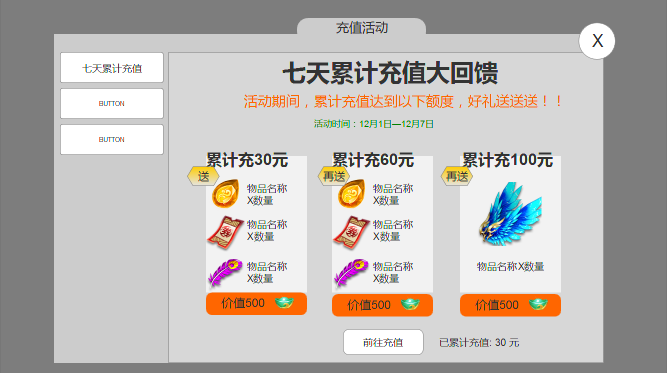 充值活动
X
七天累计充值
BUTTON
BUTTON
七天累计充值大回馈
活动期间，累计充值达到以下额度，好礼送送送！！
活动时间：12月1日—12月7日
累计充30元
送
物品名称
X数量
券
物品名称
X数量
物品名称
X数量
价值500
累计充60元
再送
物品名称
X数量
券
物品名称
X数量
物品名称
X数量
价值500
累计充100元
再送
物品名称X数量
价值500
前往充值
已累计充值: 30 元